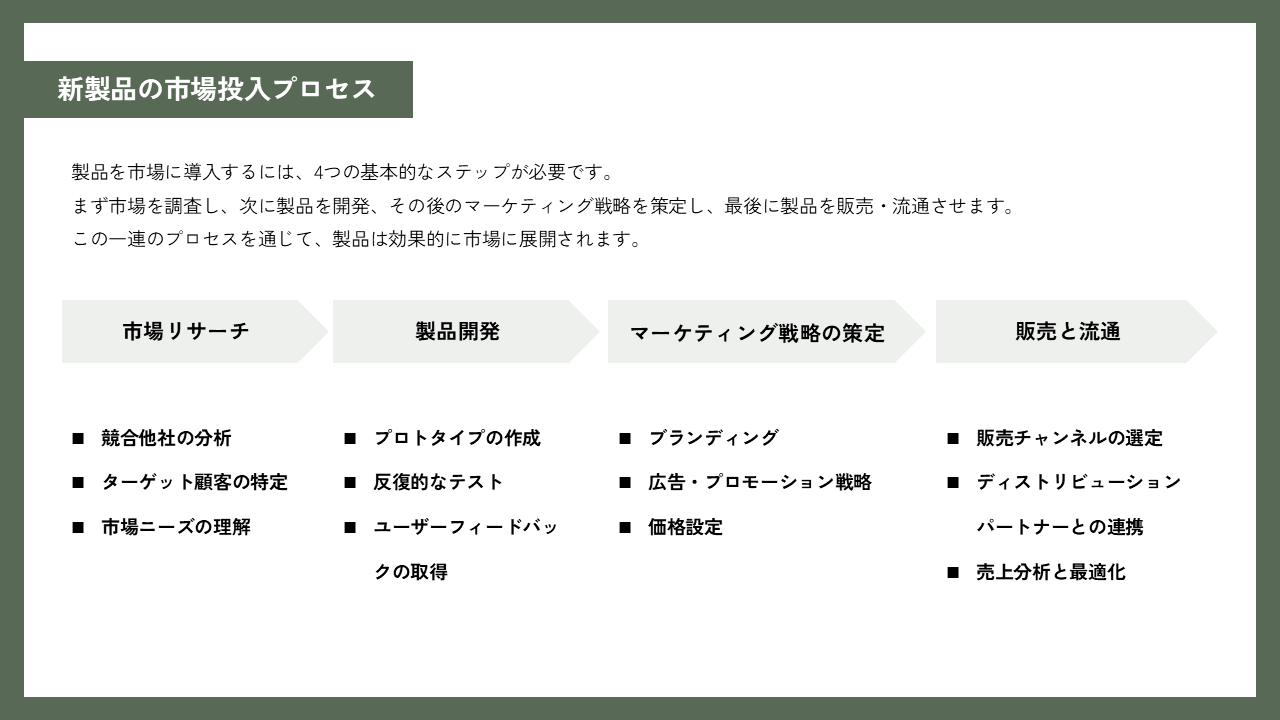 新製品の市場投入プロセス
製品を市場に導入するには、4つの基本的なステップが必要です。
まず市場を調査し、次に製品を開発、その後のマーケティング戦略を策定し、最後に製品を販売・流通させます。
この一連のプロセスを通じて、製品は効果的に市場に展開されます。
市場リサーチ
■ 競合他社の分析
■ ターゲット顧客の特定
■ 市場ニーズの理解
製品開発
■ プロトタイプの作成
■ 反復的なテスト
■ ユーザーフィードバッ
クの取得
マーケティング戦略の策定
■ ブランディング
■ 広告・プロモーション戦略
■ 価格設定
販売と流通
■ 販売チャンネルの選定
■ ディストリビューション
パートナーとの連携
■ 売上分析と最適化